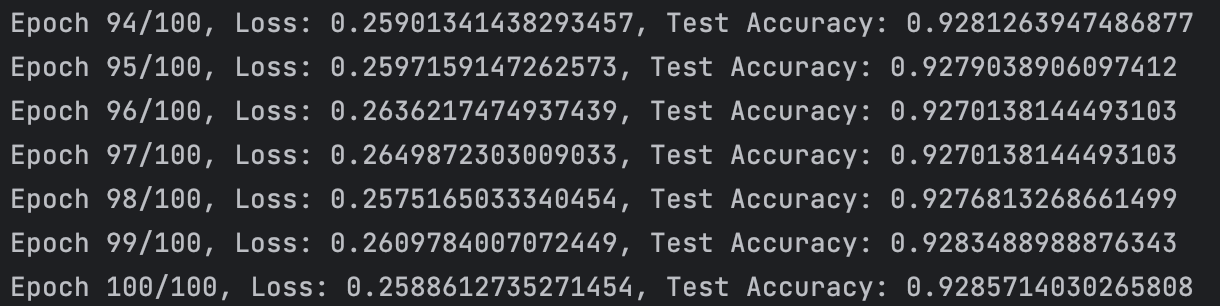 Epoch 94/100, Loss: 0.25901341438293457, Test Accuracy: 0.9281263947486877
Epoch 95/100, Loss: 0.2597159147262573, Test Accuracy: 0.9279038906097412
Epoch 96/100, Loss: 0.2636217474937439, Test Accuracy: 0.9270138144493103
Epoch 97/100, Loss: 0.2649872303009033, Test Accuracy: 0.9270138144493103
Epoch 98/100, Loss: 0.2575165033340454, Test Accuracy: 0.9276813268661499
Epoch 99/100, Loss: 0.2609784007072449, Test Accuracy: 0.9283488988876343
Epoch 100/100, Loss: 0.2588612735271454, Test Accuracy: 0.9285714030265808